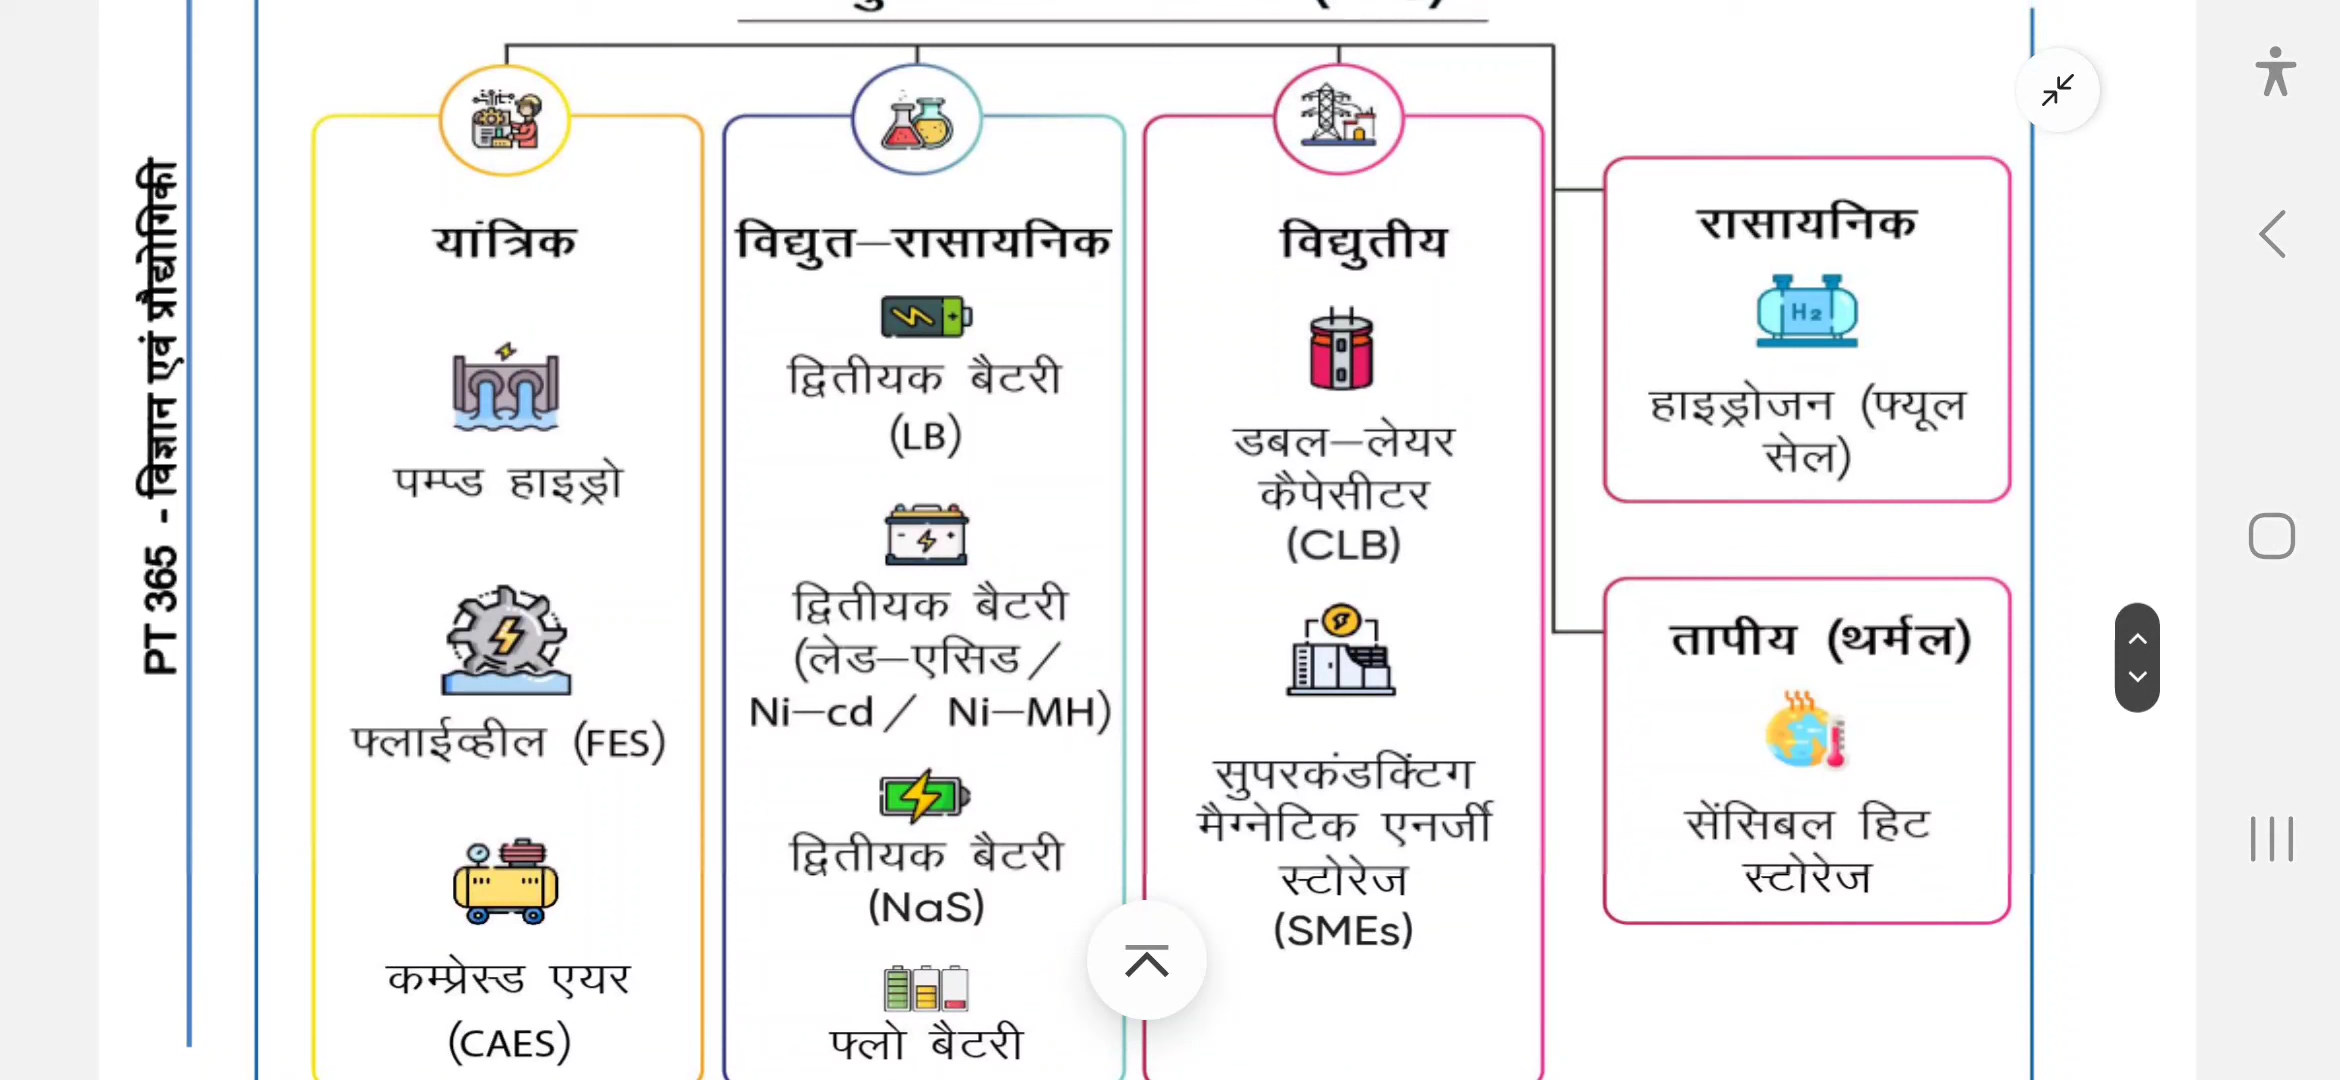 PT 365 - विज्ञान एवं प्रौद्योगिकी
यांत्रिक
पम्प्ड हाइड्रो
फ्लाईव्हील (FES)
कम्प्रेस्ड एयर
(CAES)
विद्युत–रासायनिक
द्वितीयक बैटरी
(LB)
द्वितीयक बैटरी
(लेड–एसिड /
Ni–cd / Ni–MH)
द्वितीयक बैटरी
(NaS)
फ्लो बैटरी
विद्युतीय
डबल–लेयर
कैपेसीटर
(CLB)
सुपरकंडक्टिंग
मैग्नेटिक एनर्जी
स्टोरेज
(SMEs)
रासायनिक
H2
हाइड्रोजन (फ्यूल
सेल)
तापीय (थर्मल)
सेंसिबल हिट
स्टोरेज